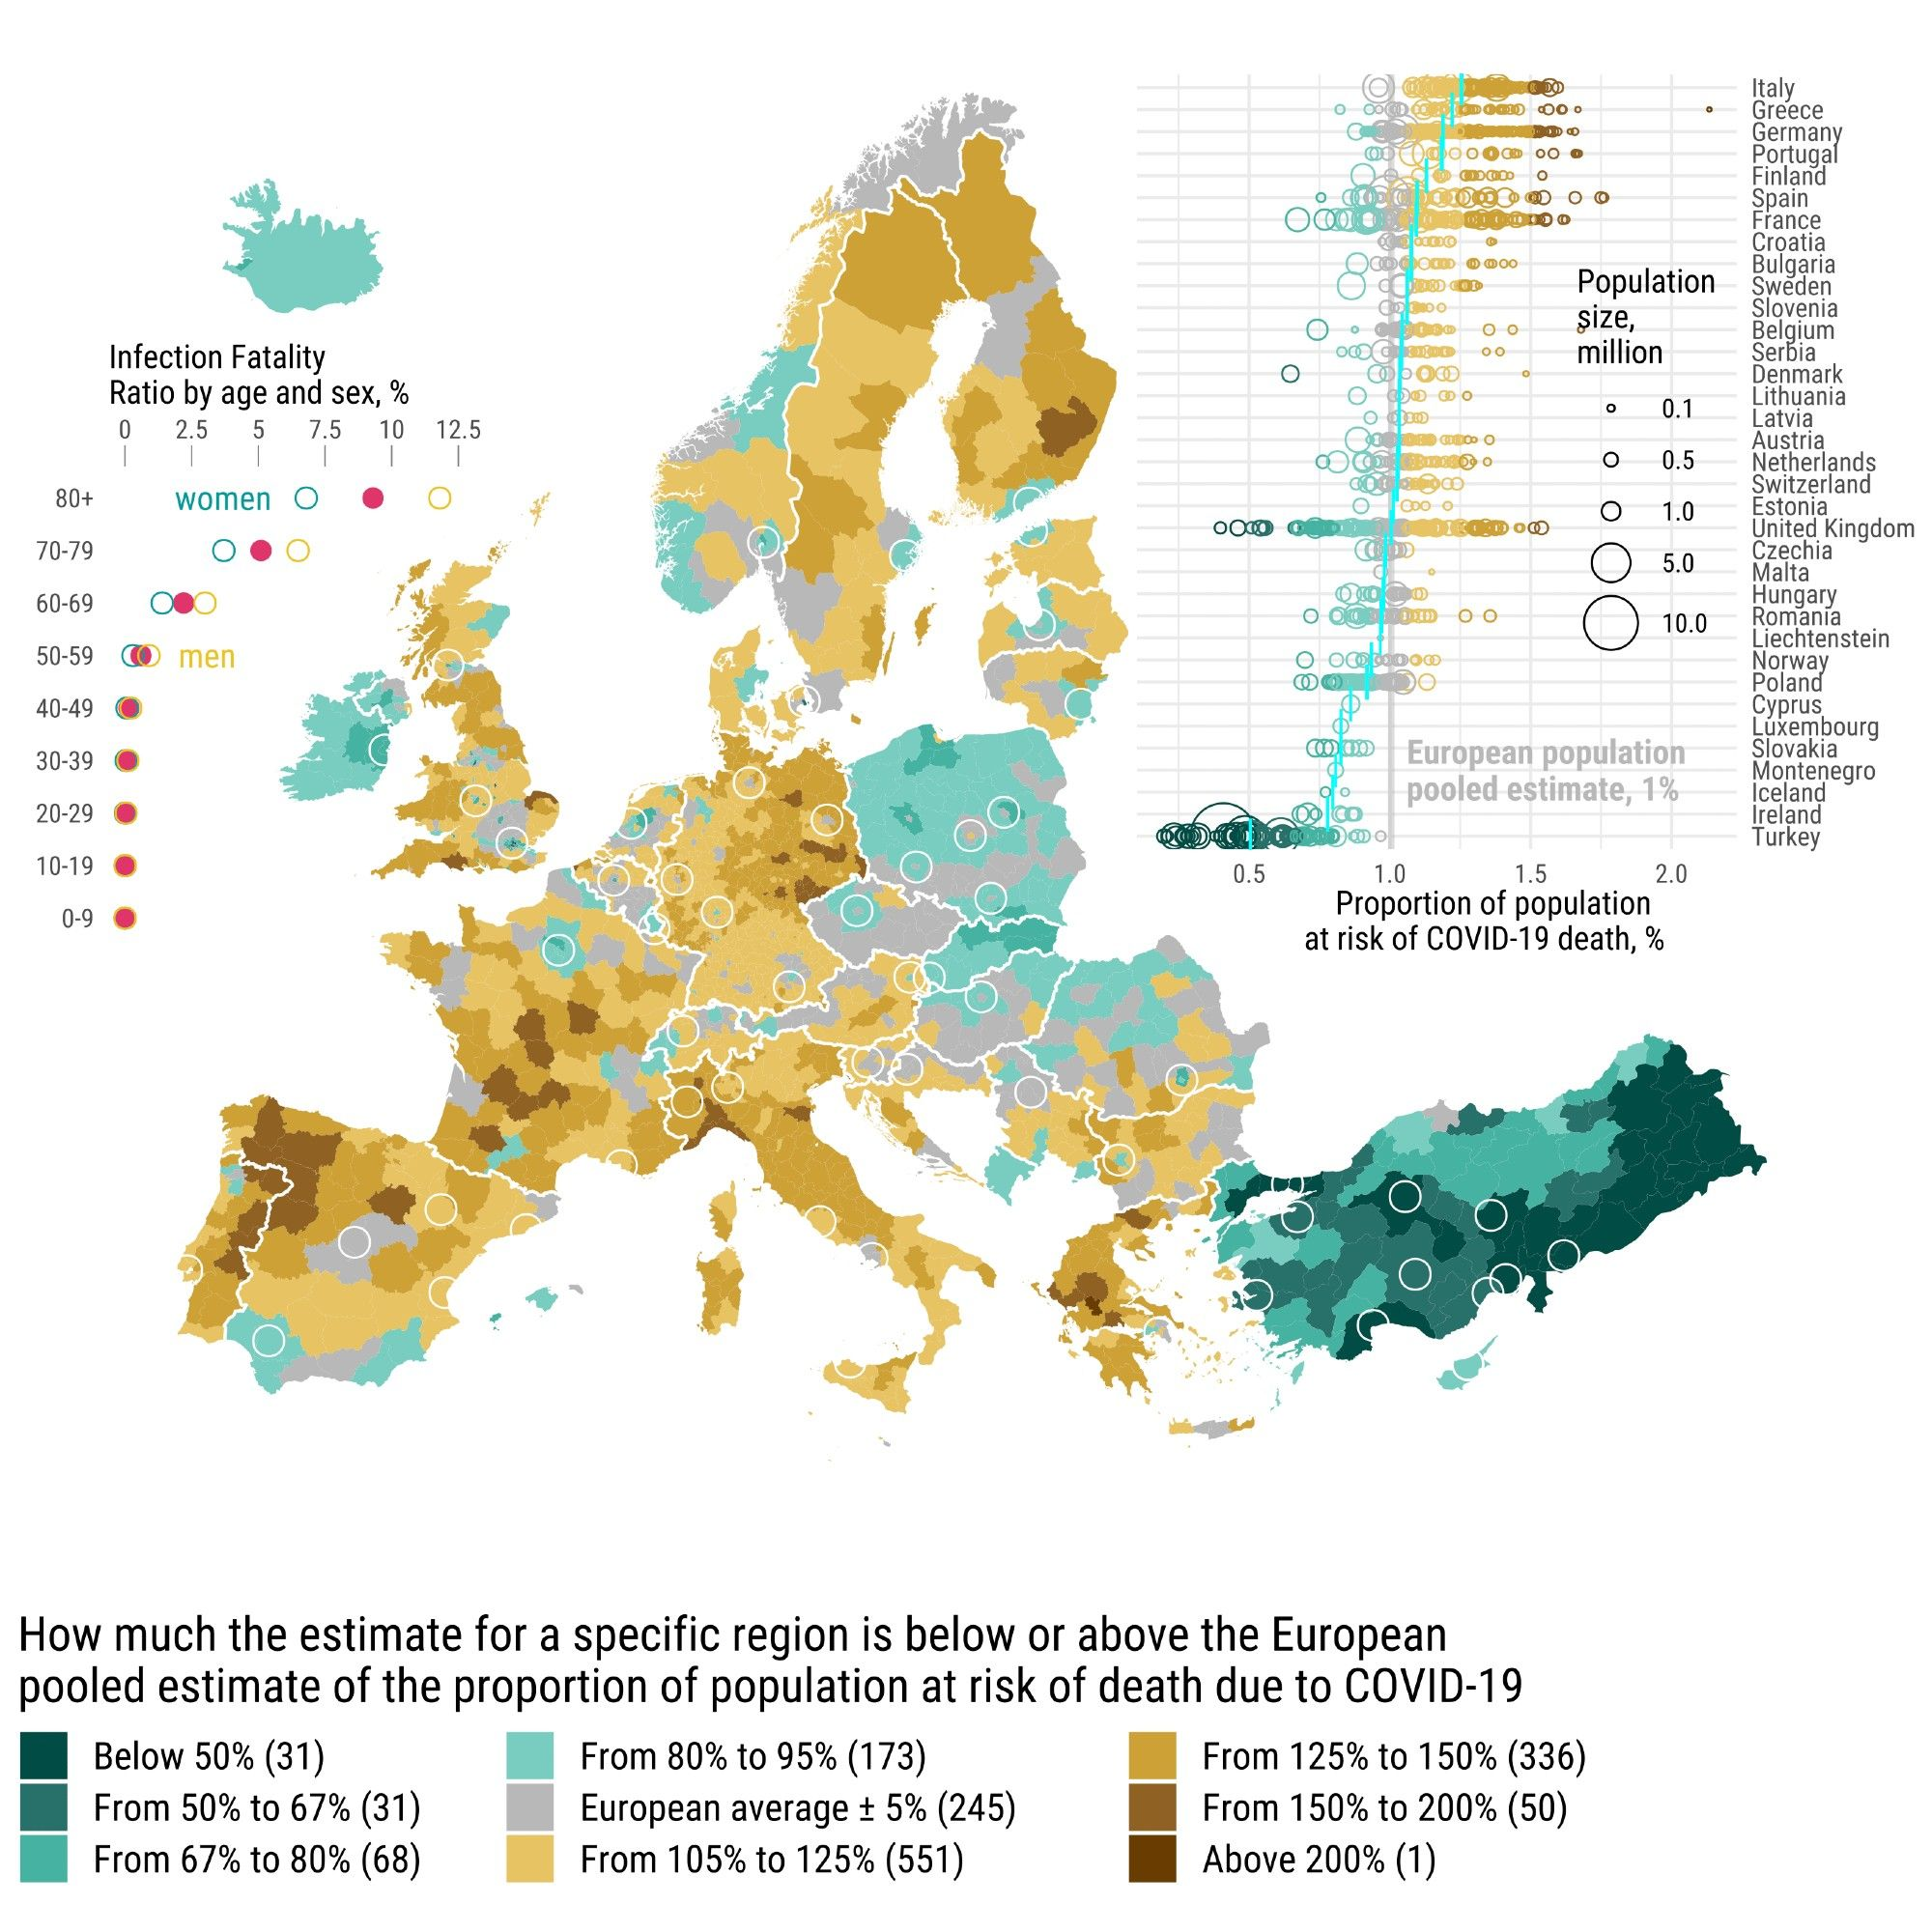 Infection Fatality
Ratio by age and sex, %
0 2.5 5 7.5 10 12.5
80+
women
70-79
60-69
50-59
men
40-49
30-39
20-29
10-19
0-9
Italy
Greece
Germany
Portugal
Finland
Spain
France
Croatia
Bulgaria
Sweden
Slovenia
Belgium
Serbia
Denmark
Lithuania
Latvia
Austria
Netherlands
Switzerland
Estonia
United Kingdom
Czechia
Malta
Hungary
Romania
Liechtenstein
Norway
Poland
Cyprus
Luxembourg
Slovakia
Montenegro
Iceland
Ireland
Turkey
Population
size,
million
0.1
0.5
1.0
5.0
10.0
European population
pooled estimate, 1%
0.5 1.0 1.5 2.0
Proportion of population
at risk of COVID-19 death, %
How much the estimate for a specific region is below or above the European
pooled estimate of the proportion of population at risk of death due to COVID-19
Below 50% (31)
From 50% to 67% (31)
From 67% to 80% (68)
From 80% to 95% (173)
European average ± 5% (245)
From 105% to 125% (551)
From 125% to 150% (336)
From 150% to 200% (50)
Above 200% (1)